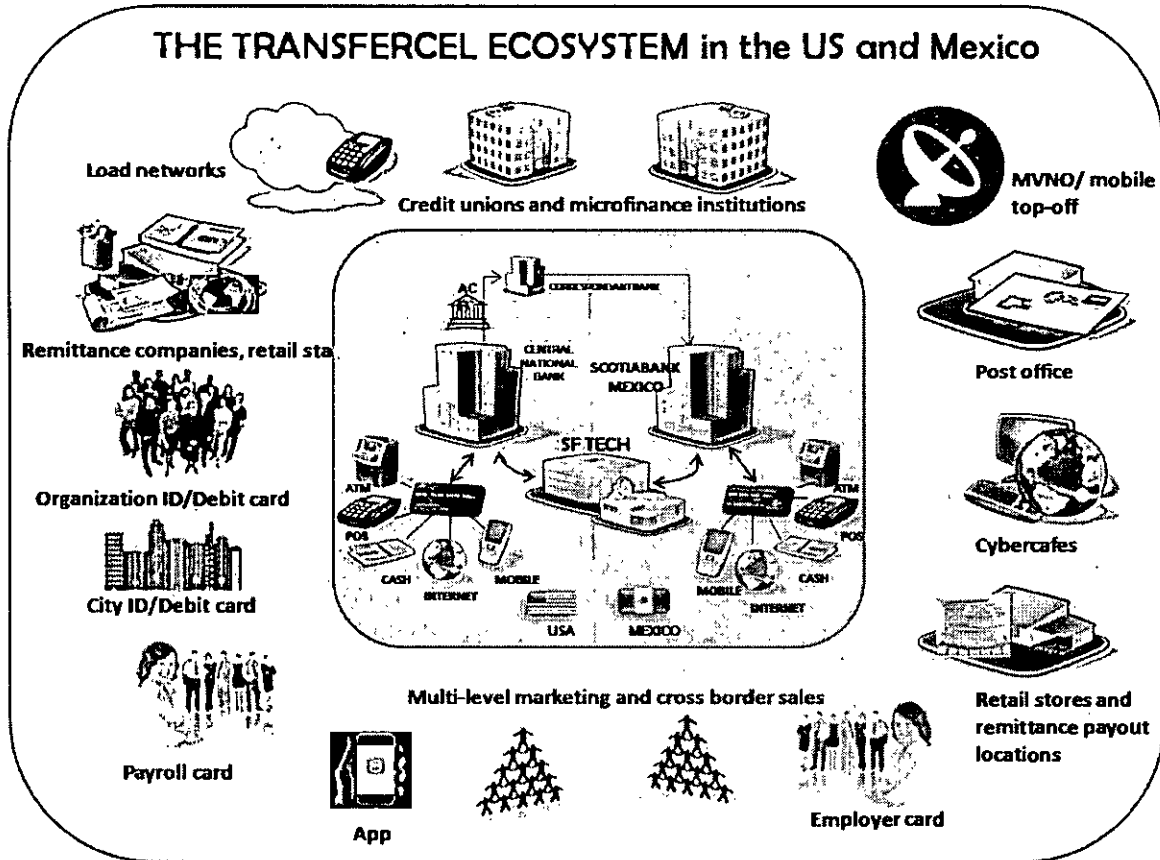 THE TRANSFERCEL ECOSYSTEM in the US and Mexico
Load networks
Credit unions and microfinance institutions
MVNO/ mobile
top-off
Remittance companies, retail sta
Post office
Organization ID/Debit card
Cybercafes
City ID/Debit card
Retail stores and
remittance payout
locations
Payroll card
Multi-level marketing and cross border sales
App
Employer card
AC
CENTRAL
NATIONAL
BANK
SCOTIABANK
MEXICO
SF TECH
ATM
POS
CASH
INTERNET
MOBILE
USA
MEXICO
MOBILE
INTERNET
CASH
POS
ATM